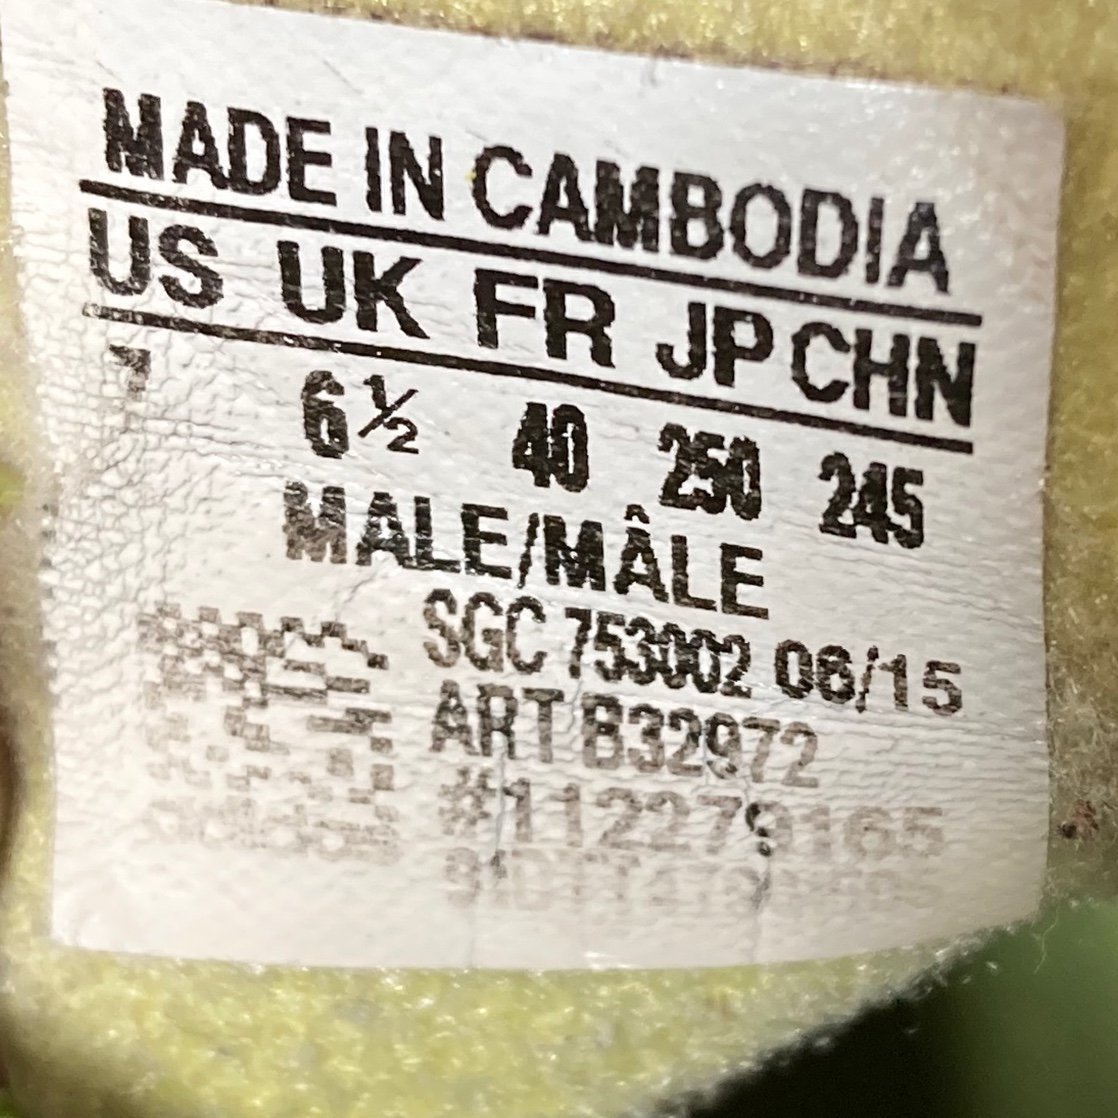 MADE IN CAMBODIA
US UK FR JP CHN
7 6½ 40 250 245
MALE/MÂLE
SGC 753002 06/15
ART B32972
#112279165